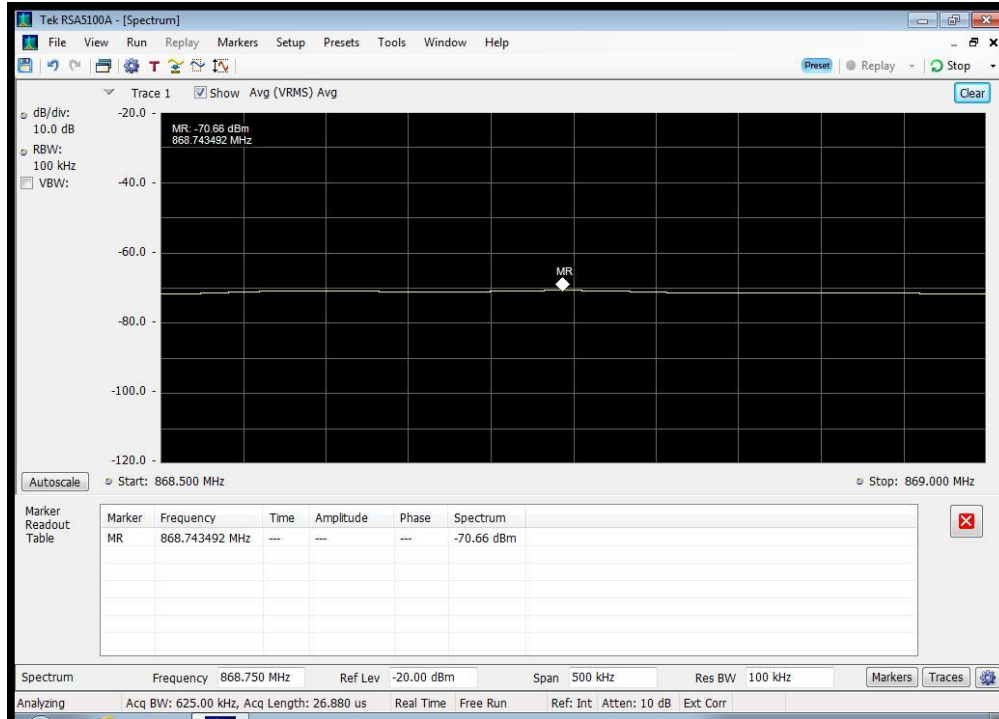 Tek RSA5100A - [Spectrum]
File View Run Replay Markers Setup Presets Tools Window Help
Preset Replay Stop
Trace 1 Show Avg (VRMS) Avg Clear
dB/div:
10.0 dB
RBW:
100 kHz
VBW:
-20.0
MR: -70.66 dBm
868.743492 MHz
-40.0
-60.0
MR
-80.0
-100.0
-120.0
Autoscale Start: 868.500 MHz Stop: 869.000 MHz
Marker
Readout
Table
Marker Frequency Time Amplitude Phase Spectrum
MR 868.743492 MHz --- --- --- -70.66 dBm
Spectrum Frequency 868.750 MHz Ref Lev -20.00 dBm Span 500 kHz Res BW 100 kHz Markers Traces
Analyzing Acq BW: 625.00 kHz, Acq Length: 26.880 us Real Time Free Run Ref: Int Atten: 10 dB Ext Corr